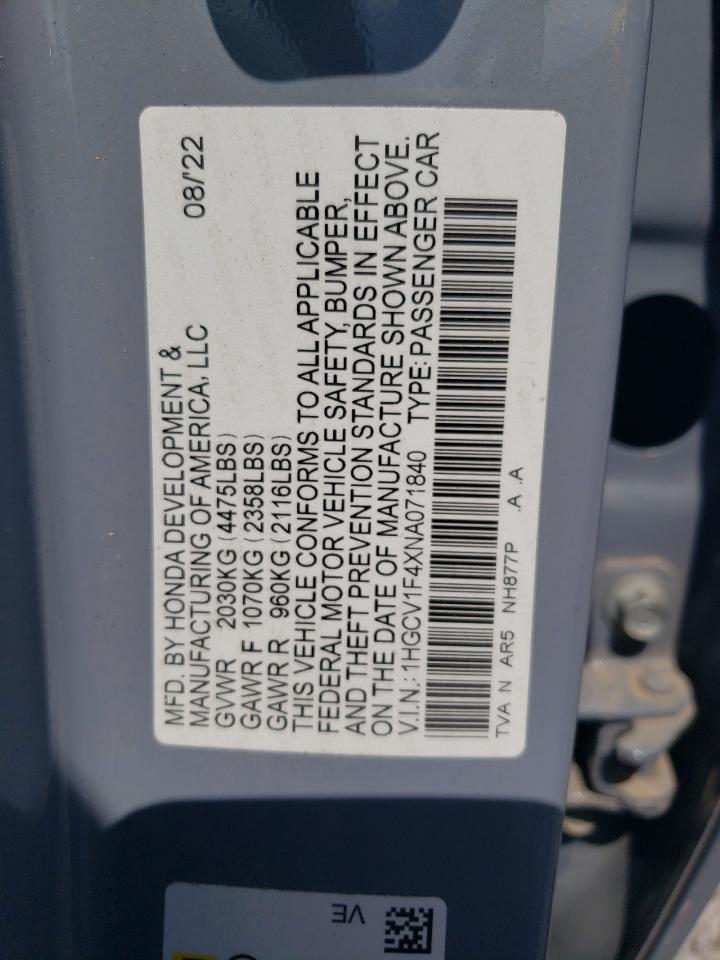 MFD. BY HONDA DEVELOPMENT &
MANUFACTURING OF AMERICA, LLC 08/'22
GVWR 2030KG (4475LBS)
GAWR F 1070KG (2358LBS)
GAWR R 960KG (2116LBS)
THIS VEHICLE CONFORMS TO ALL APPLICABLE
FEDERAL MOTOR VEHICLE SAFETY, BUMPER,
AND THEFT PREVENTION STANDARDS IN EFFECT
ON THE DATE OF MANUFACTURE SHOWN ABOVE.
V.I.N.: 1HGCV1F4XNA071840 TYPE: PASSENGER CAR
TVA N AR5 NH877P .A .A
VE